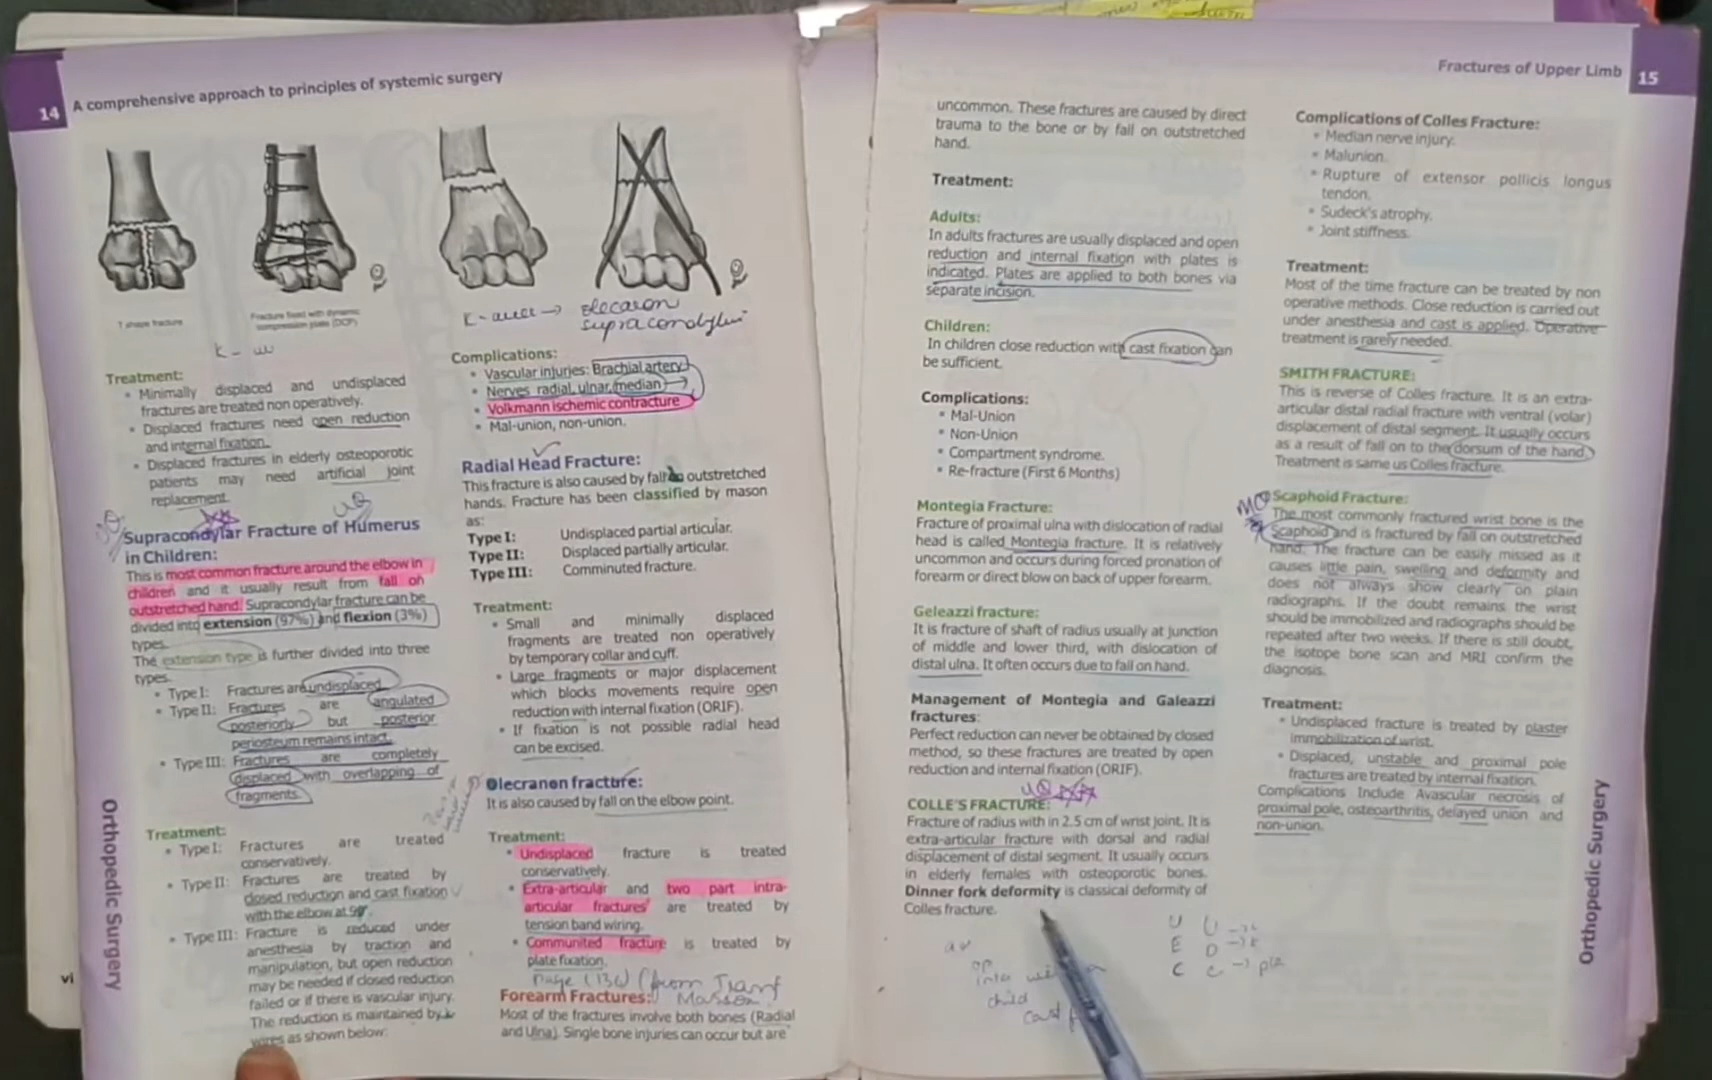 14
A comprehensive approach to principles of systemic surgery
T shape fracture
Fracture fixed with dynamic
compression plate (DCP)
Treatment:
• Minimally displaced and undisplaced
fractures are treated non operatively.
• Displaced fractures need open reduction
and internal fixation.
• Displaced fractures in elderly osteoporotic
patients may need artificial joint
replacement.
Supracondylar Fracture of Humerus
in Children:
This is most common fracture around the elbow in
children and it usually result from fall on
outstretched hand. Supracondylar fracture can be
divided into extension (97%) and flexion (3%)
types.
The extension type is further divided into three
types.
• Type I: Fractures are undisplaced
• Type II: Fractures are angulated
posteriorly but posterior
periosteum remains intact.
• Type III: Fractures are completely
displaced with overlapping of
fragments.
Treatment:
• Type I: Fractures are treated
conservatively.
• Type II: Fractures are treated by
closed reduction and cast fixation
with the elbow at
• Type III: Fracture is reduced under
anesthesia by traction and
manipulation, but open reduction
may be needed if closed reduction
failed or if there is vascular injury.
The reduction is maintained by k
wires as shown below:
Orthopedic Surgery
vi
Complications:
• Vascular injuries: Brachial artery
• Nerves radial, ulnar, median
• Volkmann ischemic contracture
• Mal-union, non-union.
Radial Head Fracture:
This fracture is also caused by fall outstretched
hands. Fracture has been classified by mason
as:
Type I: Undisplaced partial articular.
Type II: Displaced partially articular.
Type III: Comminuted fracture.
Treatment:
• Small and minimally displaced
fragments are treated non operatively
by temporary collar and cuff.
• Large fragments or major displacement
which blocks movements require open
reduction with internal fixation (ORIF).
• If fixation is not possible radial head
can be excised.
Olecranon fracture:
It is also caused by fall on the elbow point.
Treatment:
• Undisplaced fracture is treated
conservatively.
• Extra-articular and two part intra-
articular fractures are treated by
tension band wiring.
• Communited fracture is treated by
plate fixation.
Forearm Fractures:
Most of the fractures involve both bones (Radial
and Ulna). Single bone injuries can occur but are
Fractures of Upper Limb
15
uncommon. These fractures are caused by direct
trauma to the bone or by fall on outstretched
hand.
Treatment:
Adults:
In adults fractures are usually displaced and open
reduction and internal fixation with plates is
indicated. Plates are applied to both bones via
separate incision.
Children:
In children close reduction with cast fixation can
be sufficient.
Complications:
• Mal-Union
• Non-Union
• Compartment syndrome.
• Re-fracture (First 6 Months)
Montegia Fracture:
Fracture of proximal ulna with dislocation of radial
head is called Montegia fracture. It is relatively
uncommon and occurs during forced pronation of
forearm or direct blow on back of upper forearm.
Geleazzi fracture:
It is fracture of shaft of radius usually at junction
of middle and lower third, with dislocation of
distal ulna. It often occurs due to fall on hand.
Management of Montegia and Galeazzi
fractures:
Perfect reduction can never be obtained by closed
method, so these fractures are treated by open
reduction and internal fixation (ORIF).
COLLE'S FRACTURE:
Fracture of radius with in 2.5 cm of wrist joint. It is
extra-articular fracture with dorsal and radial
displacement of distal segment. It usually occurs
in elderly females with osteoporotic bones.
Dinner fork deformity is classical deformity of
Colles fracture.
Complications of Colles Fracture:
• Median nerve injury.
• Malunion.
• Rupture of extensor pollicis longus
tendon.
• Sudeck's atrophy.
• Joint stiffness.
Treatment:
Most of the time fracture can be treated by non
operative methods. Close reduction is carried out
under anesthesia and cast is applied. Operative
treatment is rarely needed.
SMITH FRACTURE:
This is reverse of Colles fracture. It is an extra-
articular distal radial fracture with ventral (volar)
displacement of distal segment. It usually occurs
as a result of fall on to the dorsum of the hand.
Treatment is same us Colles fracture.
Scaphoid Fracture:
The most commonly fractured wrist bone is the
Scaphoid and is fractured by fall on outstretched
hand. The fracture can be easily missed as it
causes little pain, swelling and deformity and
does not always show clearly on plain
radiographs. If the doubt remains the wrist
should be immobilized and radiographs should be
repeated after two weeks. If there is still doubt,
the isotope bone scan and MRI confirm the
diagnosis.
Treatment:
• Undisplaced fracture is treated by plaster
immobilization of wrist.
• Displaced, unstable and proximal pole
fractures are treated by internal fixation.
Complications Include Avascular necrosis of
proximal pole, osteoarthritis, delayed union and
non-union.
Orthopedic Surgery
child